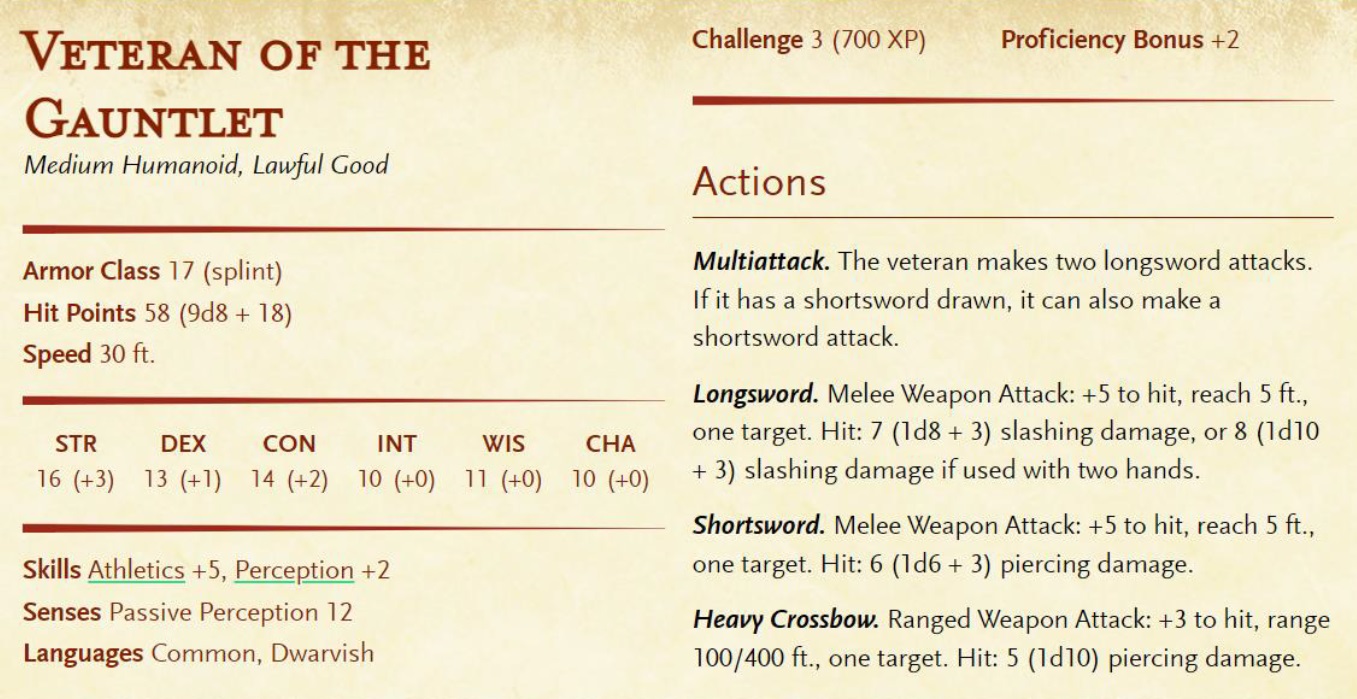 Veteran of the
Gauntlet
Medium Humanoid, Lawful Good
Armor Class 17 (splint)
Hit Points 58 (9d8 + 18)
Speed 30 ft.
STR DEX CON INT WIS CHA
16 (+3) 13 (+1) 14 (+2) 10 (+0) 11 (+0) 10 (+0)
Skills Athletics +5, Perception +2
Senses Passive Perception 12
Languages Common, Dwarvish
Challenge 3 (700 XP) Proficiency Bonus +2
Actions
Multiattack. The veteran makes two longsword attacks.
If it has a shortsword drawn, it can also make a
shortsword attack.
Longsword. Melee Weapon Attack: +5 to hit, reach 5 ft.,
one target. Hit: 7 (1d8 + 3) slashing damage, or 8 (1d10
+ 3) slashing damage if used with two hands.
Shortsword. Melee Weapon Attack: +5 to hit, reach 5 ft.,
one target. Hit: 6 (1d6 + 3) piercing damage.
Heavy Crossbow. Ranged Weapon Attack: +3 to hit, range
100/400 ft., one target. Hit: 5 (1d10) piercing damage.